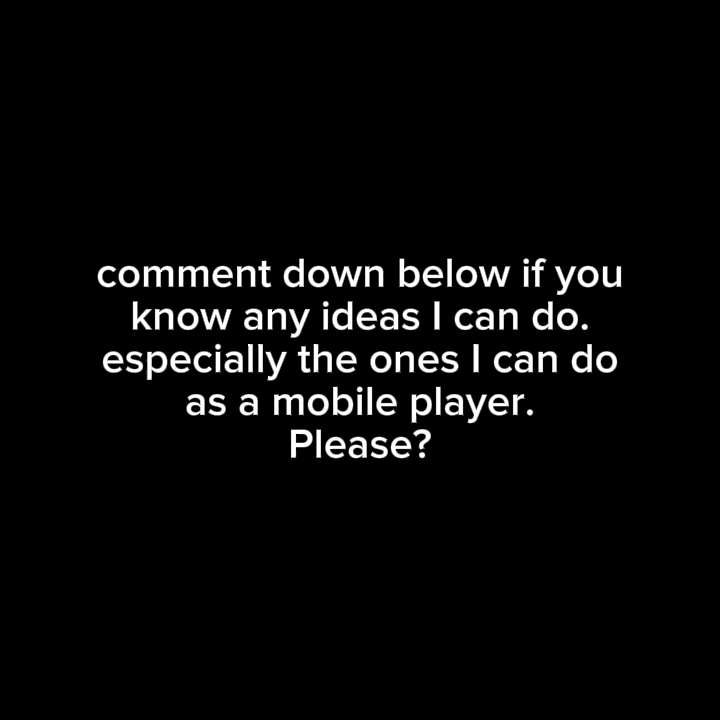 comment down below if you
know any ideas I can do.
especially the ones I can do
as a mobile player.
Please?